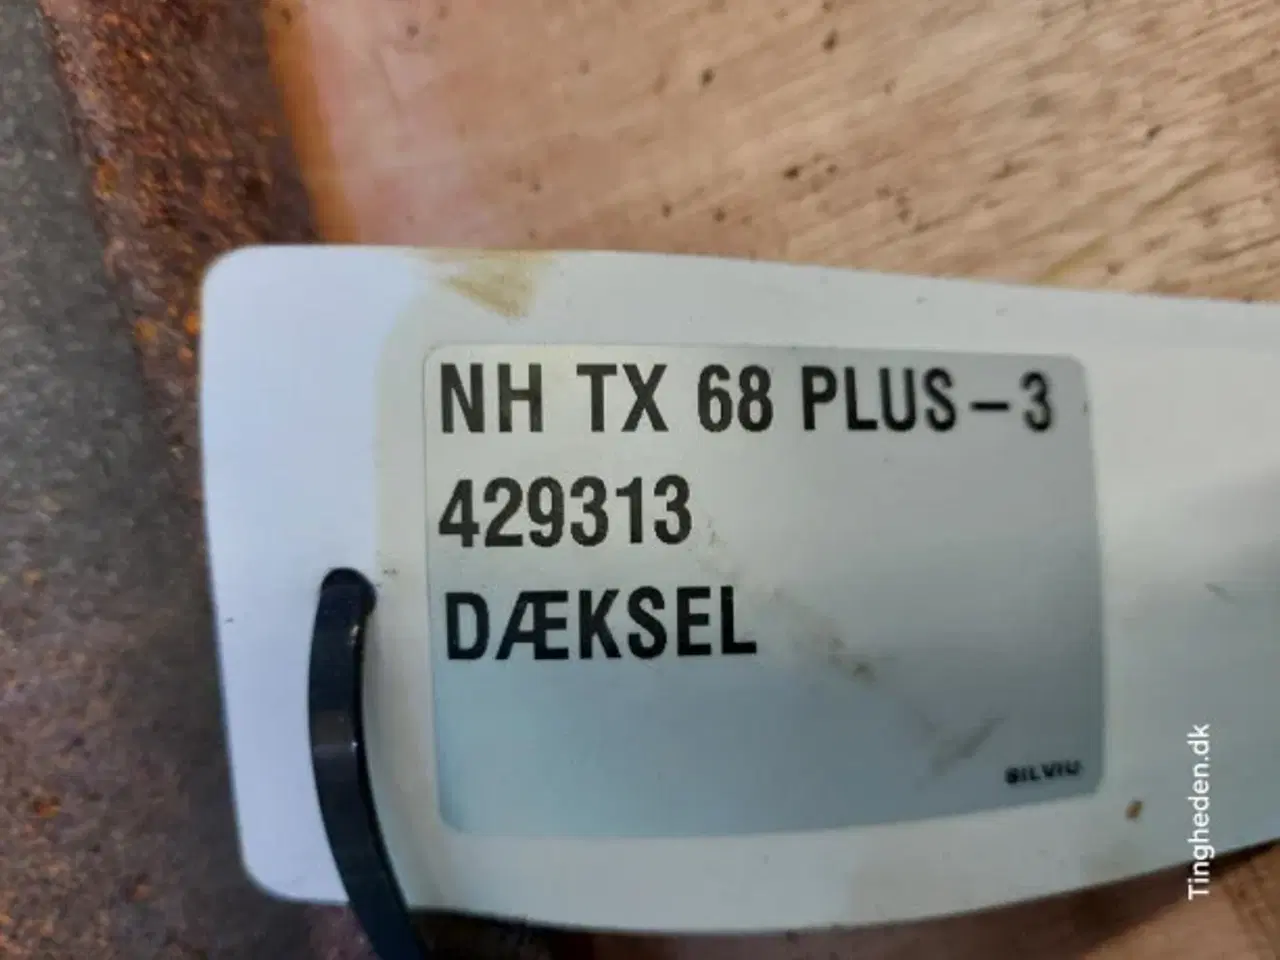 NH TX 68 PLUS-3
429313
DÆKSEL
SILVIU
Tingheden.dk